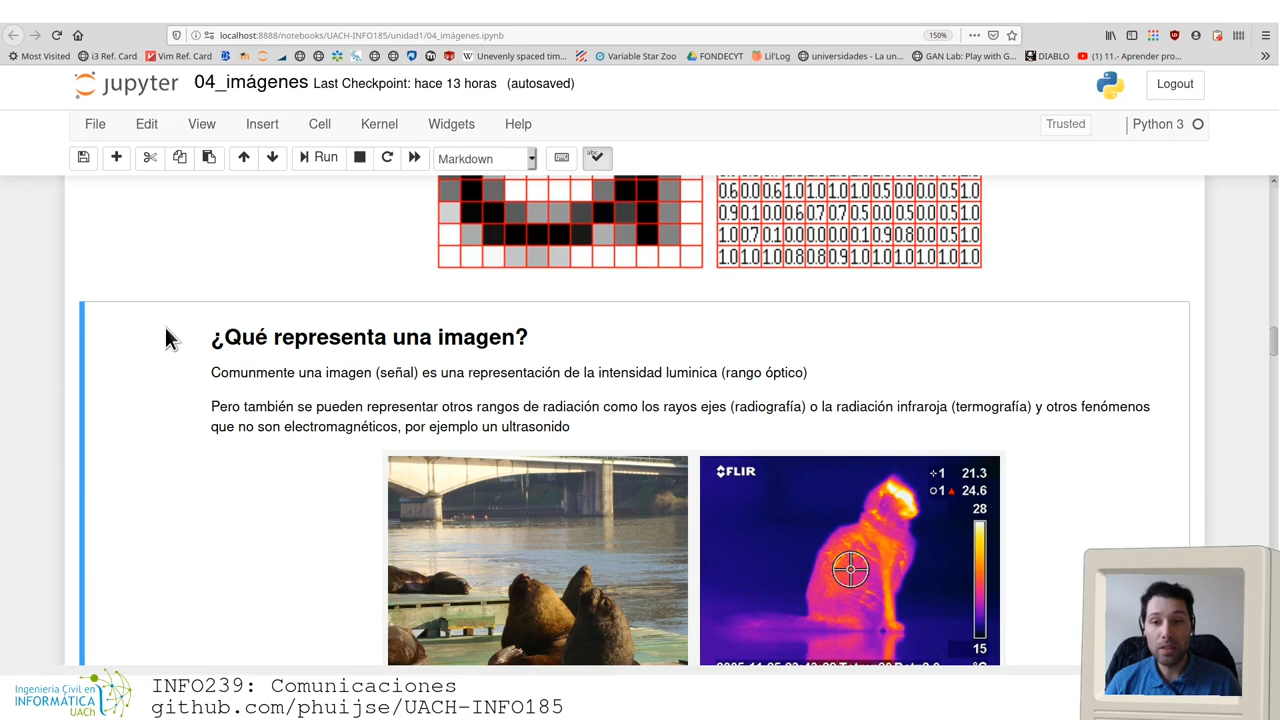 localhost:8888/notebooks/UACH-INFO185/unidad1/04_imágenes.ipynb
150%
Most Visited
i3 Ref. Card
Vim Ref. Card
Unevenly spaced tim...
Variable Star Zoo
FONDECYT
Lil'Log
universidades - La un...
GAN Lab: Play with G...
DIABLO
(1) 11.- Aprender pro...
jupyter 04_imágenes Last Checkpoint: hace 13 horas (autosaved)
Logout
File Edit View Insert Cell Kernel Widgets Help
Trusted
Python 3
Run
Markdown
0.6 0.0 0.6 1.0 1.0 1.0 1.0 0.5 0.0 0.0 0.5 1.0
0.9 0.1 0.0 0.6 0.7 0.7 0.5 0.0 0.5 0.0 0.5 1.0
1.0 0.7 0.1 0.0 0.0 0.0 0.1 0.9 0.8 0.0 0.5 1.0
1.0 1.0 1.0 0.8 0.8 0.9 1.0 1.0 1.0 1.0 1.0 1.0
¿Qué representa una imagen?
Comunmente una imagen (señal) es una representación de la intensidad luminica (rango óptico)
Pero también se pueden representar otros rangos de radiación como los rayos ejes (radiografía) o la radiación infraroja (termografía) y otros fenómenos
que no son electromagnéticos, por ejemplo un ultrasonido
FLIR
1 21.3
1 24.6
28
15
Ingeniería Civil en
INFORMÁTICA
UACh
INFO239: Comunicaciones
github.com/phuijse/UACH-INFO185